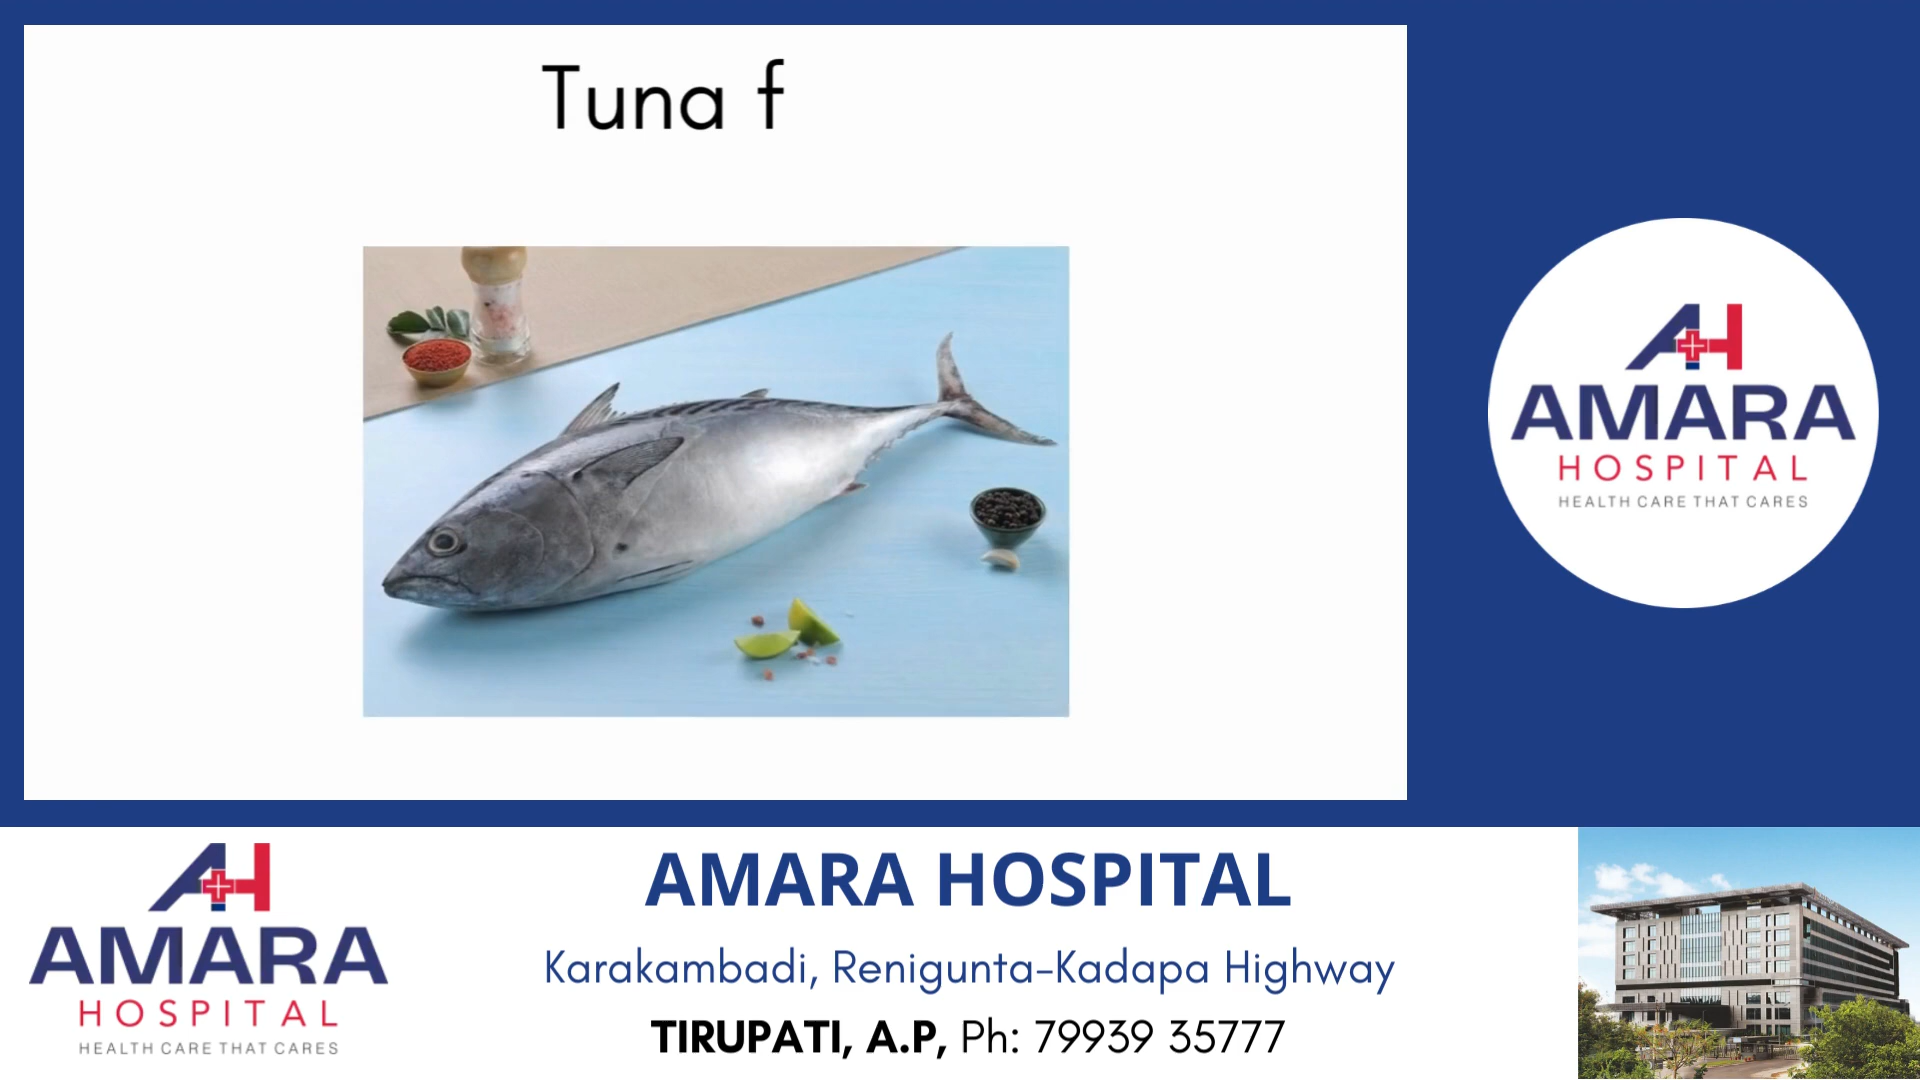 Tuna f
AMARA
HOSPITAL
HEALTH CARE THAT CARES
AMARA
HOSPITAL
HEALTH CARE THAT CARES
AMARA HOSPITAL
Karakambadi, Renigunta-Kadapa Highway
TIRUPATI, A.P, Ph: 79939 35777